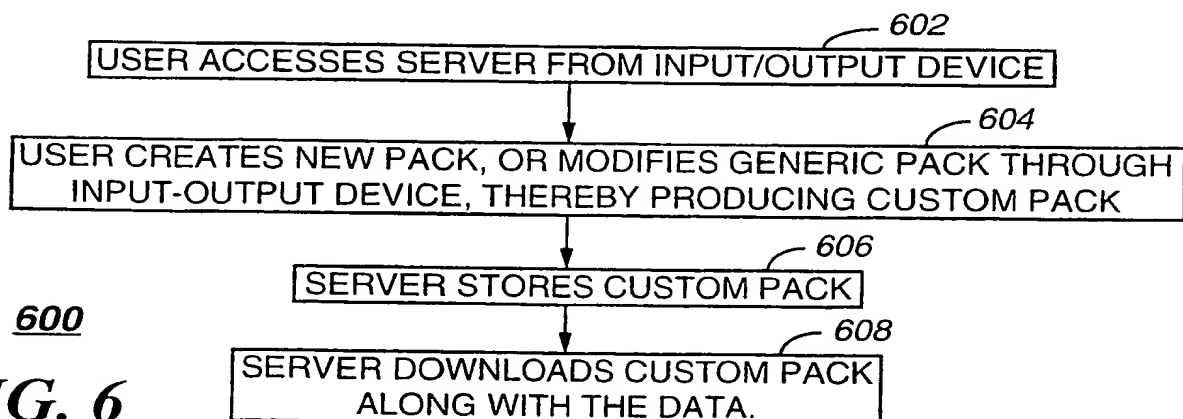 602
USER ACCESSES SERVER FROM INPUT/OUTPUT DEVICE
604
USER CREATES NEW PACK, OR MODIFIES GENERIC PACK THROUGH
INPUT-OUTPUT DEVICE, THEREBY PRODUCING CUSTOM PACK
606
SERVER STORES CUSTOM PACK
600
608
SERVER DOWNLOADS CUSTOM PACK
ALONG WITH THE DATA.
6